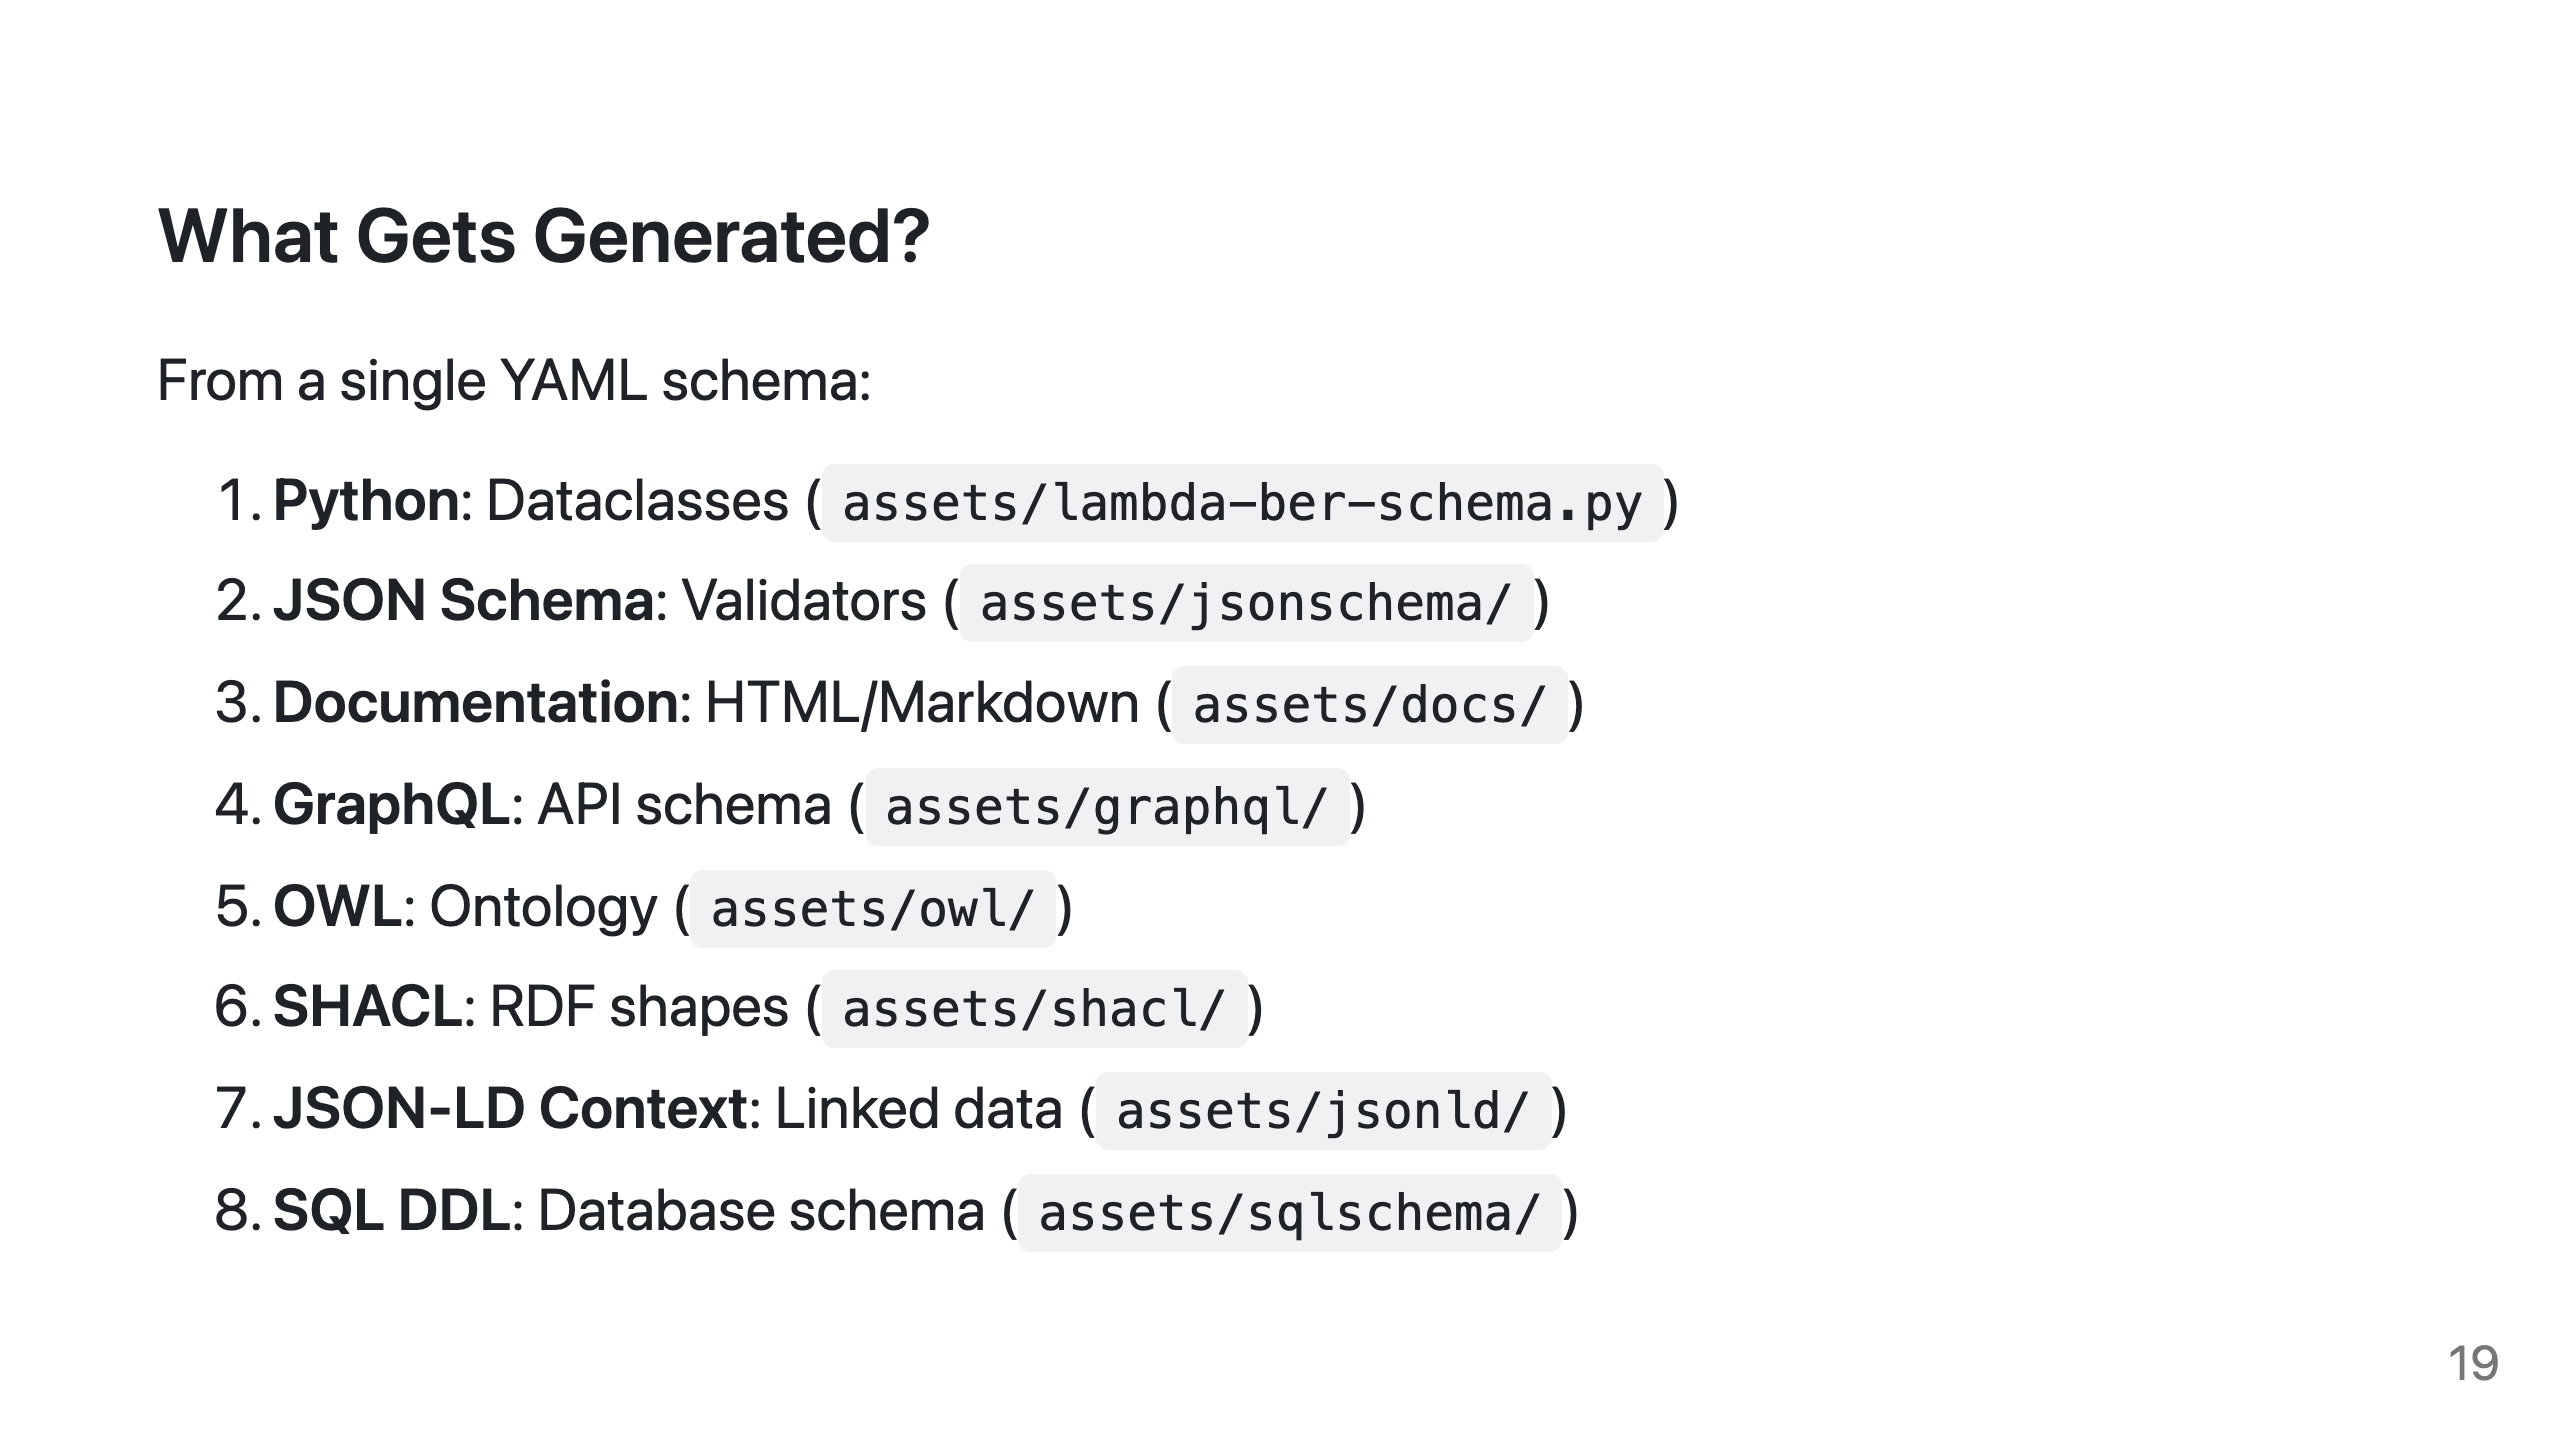 What Gets Generated?
From a single YAML schema:
1. Python: Dataclasses ( assets/lambda-ber-schema.py )
2. JSON Schema: Validators ( assets/jsonschema/ )
3. Documentation: HTML/Markdown ( assets/docs/ )
4. GraphQL: API schema ( assets/graphql/ )
5. OWL: Ontology ( assets/owl/ )
6. SHACL: RDF shapes ( assets/shacl/ )
7. JSON-LD Context: Linked data ( assets/jsonld/ )
8. SQL DDL: Database schema ( assets/sqlschema/ )
19